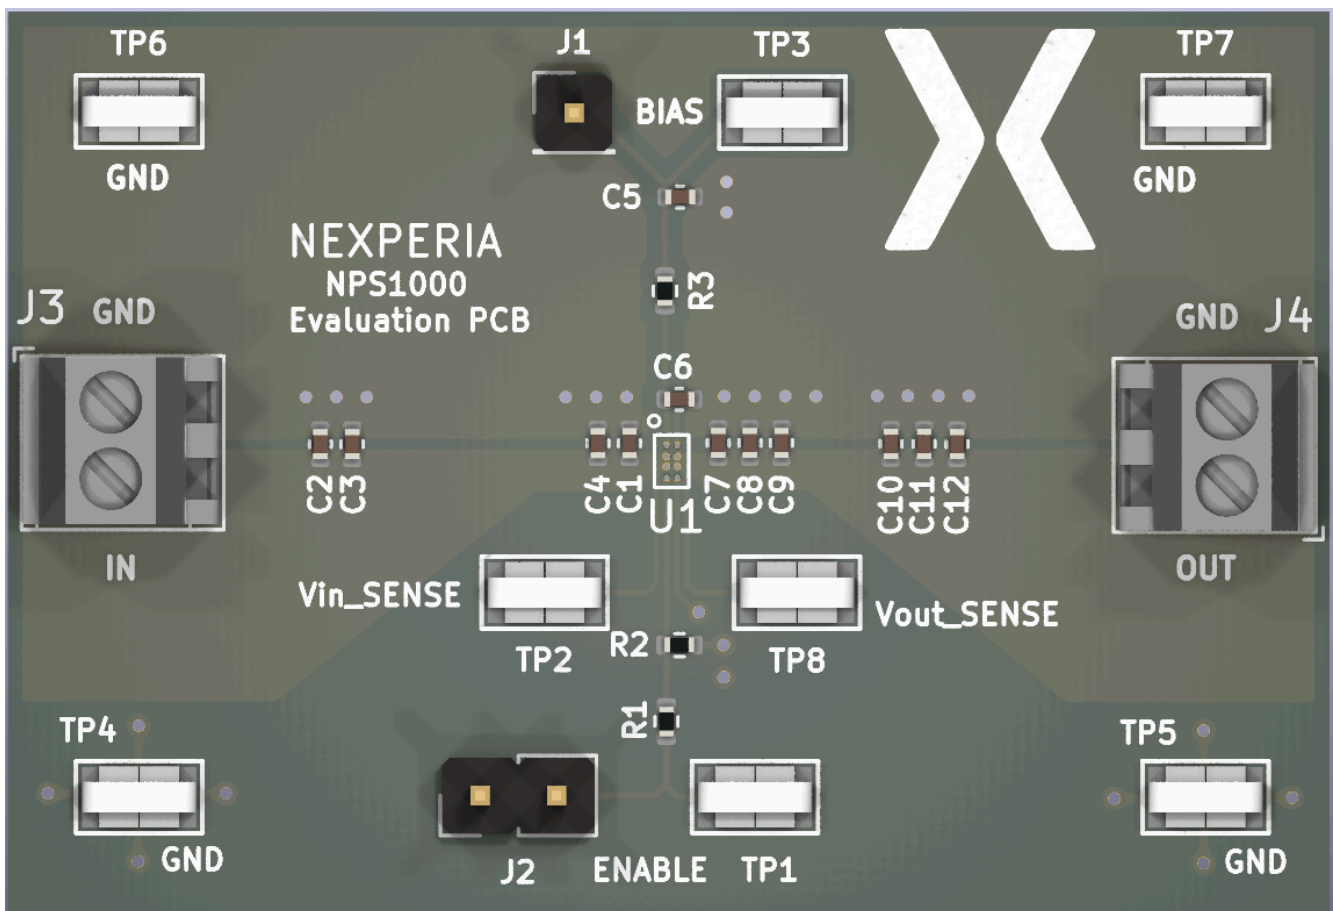 TP6
J1
TP3
TP7
BIAS
GND
GND
C5
NEXPERIA
NPS1000
Evaluation PCB
R3
J3
GND
GND
J4
C6
C2
C3
C4
C1
C7
C8
C9
C10
C11
C12
U1
IN
OUT
Vin_SENSE
Vout_SENSE
TP2
R2
TP8
TP4
R1
TP5
GND
J2
ENABLE
TP1
GND